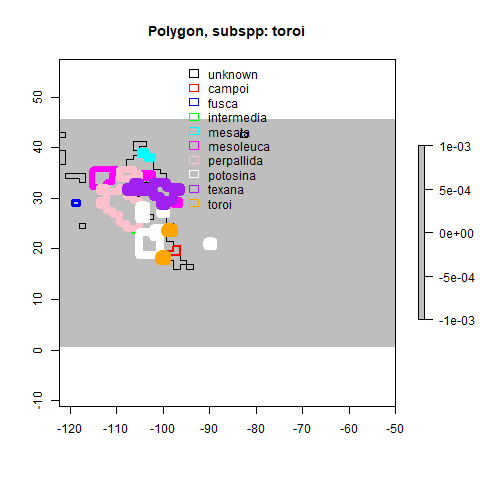 Polygon, subspp: toroi
unknown
campoi
fusca
intermedia
mesata
mesoleuca
perpallida
potosina
texana
toroi
50
40
30
20
10
0
-10
-120
-110
-100
-90
-80
-70
-60
-50
1e-03
5e-04
0e+00
-5e-04
-1e-03